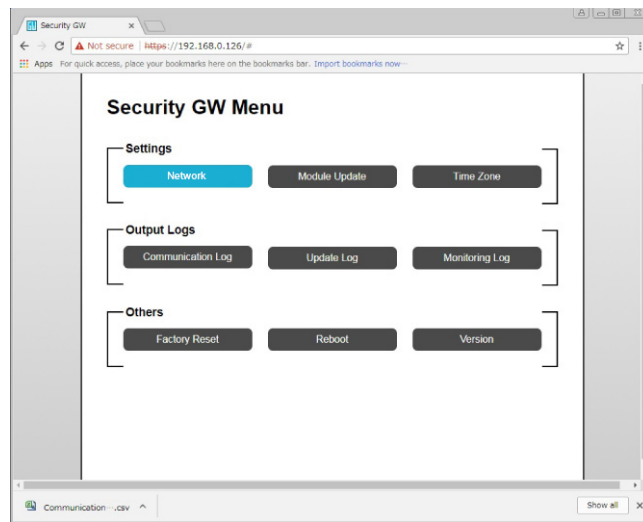 Security GW
Not secure | https://192.168.0.126/#
Apps For quick access, place your bookmarks here on the bookmarks bar. Import bookmarks now...
Security GW Menu
Settings
Network Module Update Time Zone
Output Logs
Communication Log Update Log Monitoring Log
Others
Factory Reset Reboot Version
Communication....csv Show all